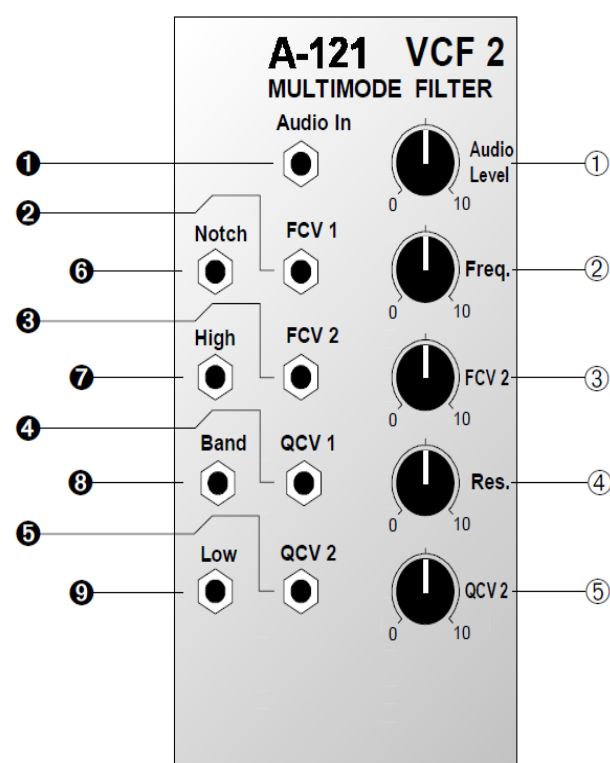 A-121 VCF 2
MULTIMODE FILTER
Audio In
❶
Audio
Level
①
0 10
❷
Notch FCV 1
❻
Freq. ②
0 10
❸
High FCV 2
❼
FCV 2 ③
0 10
❹
Band QCV 1
❽
Res. ④
0 10
❺
Low QCV 2
❾
QCV 2 ⑤
0 10